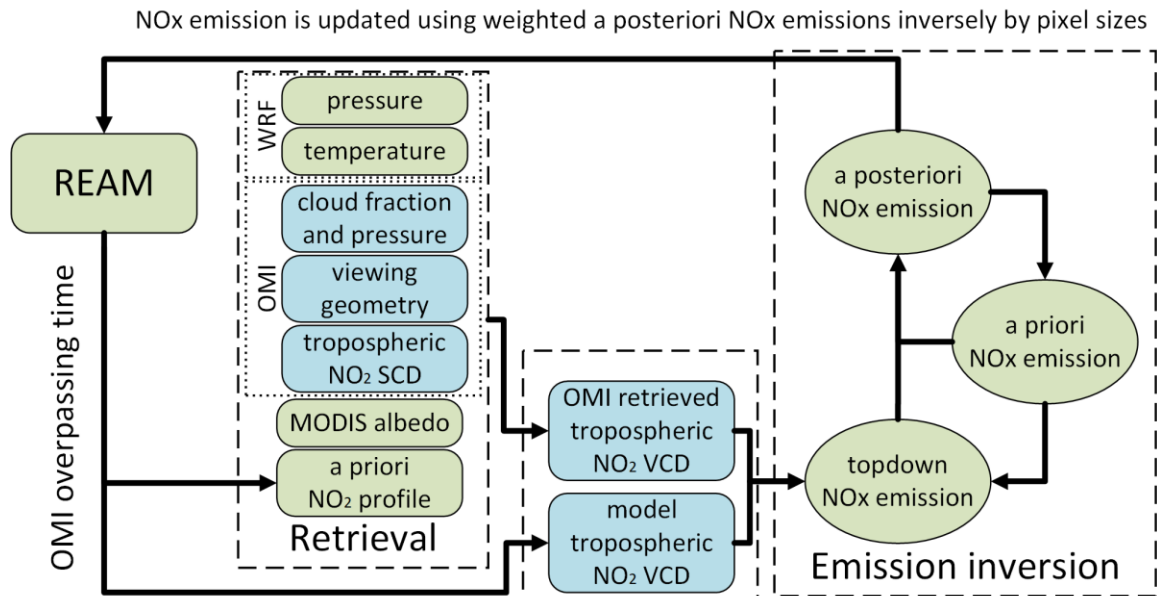 NOx emission is updated using weighted a posteriori NOx emissions inversely by pixel sizes
REAM
OMI overpassing time
WRF
pressure
temperature
OMI
cloud fraction
and pressure
viewing
geometry
tropospheric
NO₂ SCD
MODIS albedo
a priori
NO₂ profile
Retrieval
OMI retrieved
tropospheric
NO₂ VCD
model
tropospheric
NO₂ VCD
a posteriori
NOx emission
a priori
NOx emission
topdown
NOx emission
Emission inversion